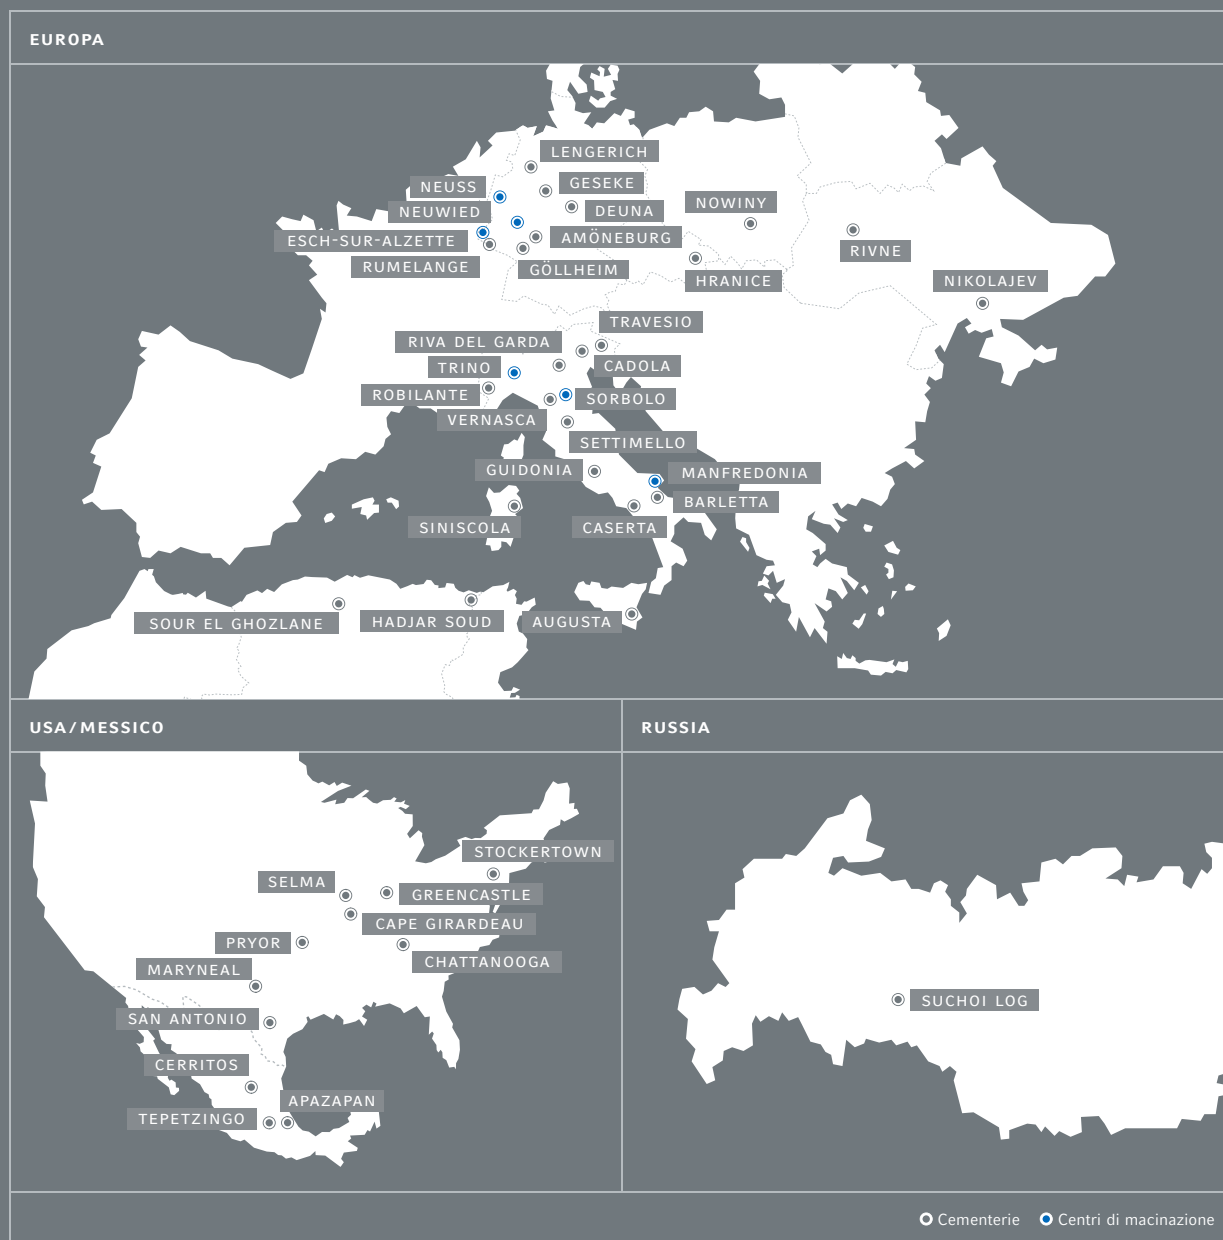 EUROPA
LENGERICH
NEUSS
GESEKE
NEUWIED
DEUNA
NOWINY
ESCH-SUR-ALZETTE
AMÖNEBURG
RIVNE
RUMELANGE
GÖLLHEIM
HRANICE
NIKOLAJEV
TRAVESIO
RIVA DEL GARDA
TRINO
CADOLA
ROBILANTE
SORBOLO
VERNASCA
SETTIMELLO
GUIDONIA
MANFREDONIA
BARLETTA
SINISCOLA
CASERTA
SOUR EL GHOZLANE
HADJAR SOUD
AUGUSTA
USA/MESSICO
STOCKERTOWN
SELMA
GREENCASTLE
CAPE GIRARDEAU
PRYOR
CHATTANOOGA
MARYNEAL
SAN ANTONIO
CERRITOS
APAZAPAN
TEPETZINGO
RUSSIA
SUCHOI LOG
Cementerie
Centri di macinazione